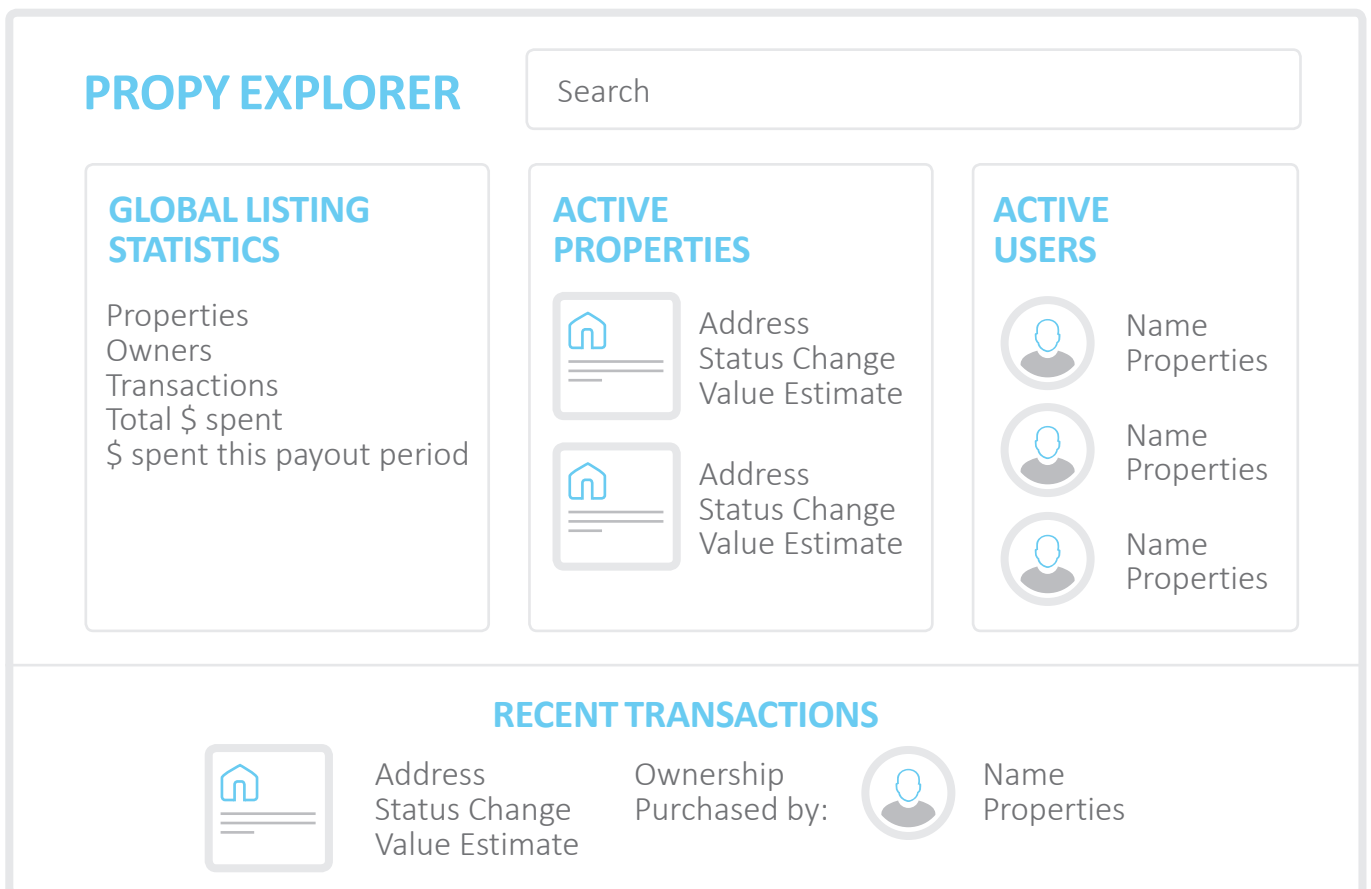 PROPY EXPLORER
Search
GLOBAL LISTING
STATISTICS
Properties
Owners
Transactions
Total $ spent
$ spent this payout period
ACTIVE
PROPERTIES
Address
Status Change
Value Estimate
Address
Status Change
Value Estimate
ACTIVE
USERS
Name
Properties
Name
Properties
Name
Properties
RECENT TRANSACTIONS
Address
Status Change
Value Estimate
Ownership
Purchased by:
Name
Properties